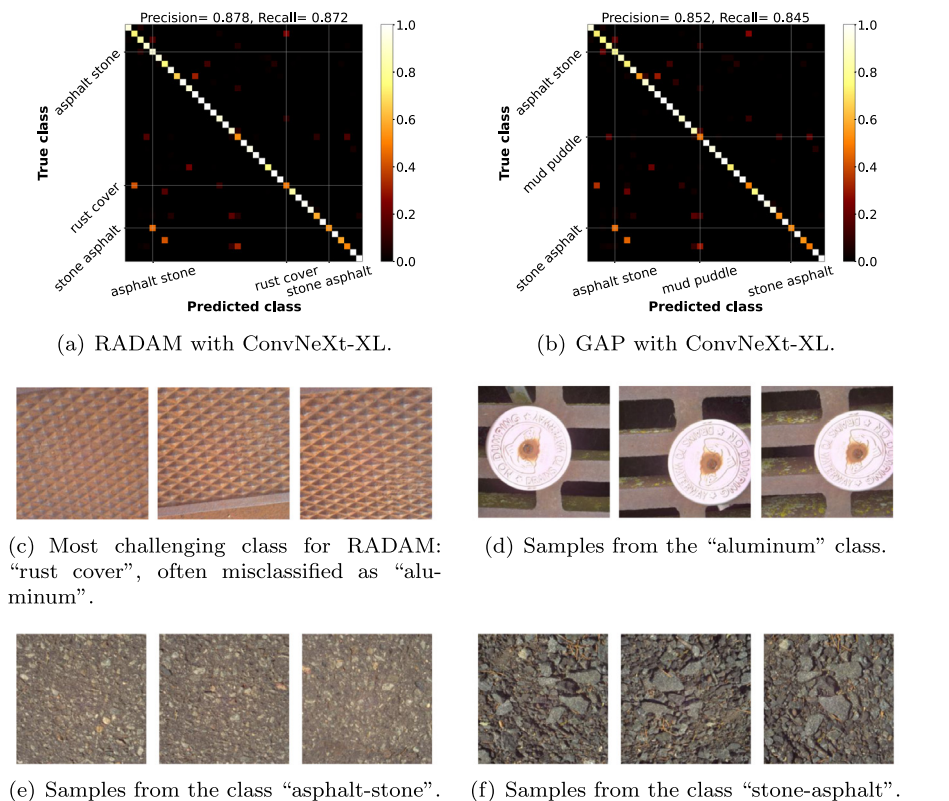 Precision= 0.878, Recall= 0.872
1.0
0.8
0.6
0.4
0.2
0.0
asphalt stone
rust cover
stone asphalt
True class
asphalt stone
rust cover
stone asphalt
Predicted class
(a) RADAM with ConvNeXt-XL.
Precision= 0.852, Recall= 0.845
1.0
0.8
0.6
0.4
0.2
0.0
asphalt stone
mud puddle
stone asphalt
True class
asphalt stone
mud puddle
stone asphalt
Predicted class
(b) GAP with ConvNeXt-XL.
(c) Most challenging class for RADAM:
“rust cover”, often misclassified as “alu-
minum”.
NO DUMPING
(d) Samples from the “aluminum” class.
(e) Samples from the class “asphalt-stone”.
(f) Samples from the class “stone-asphalt”.